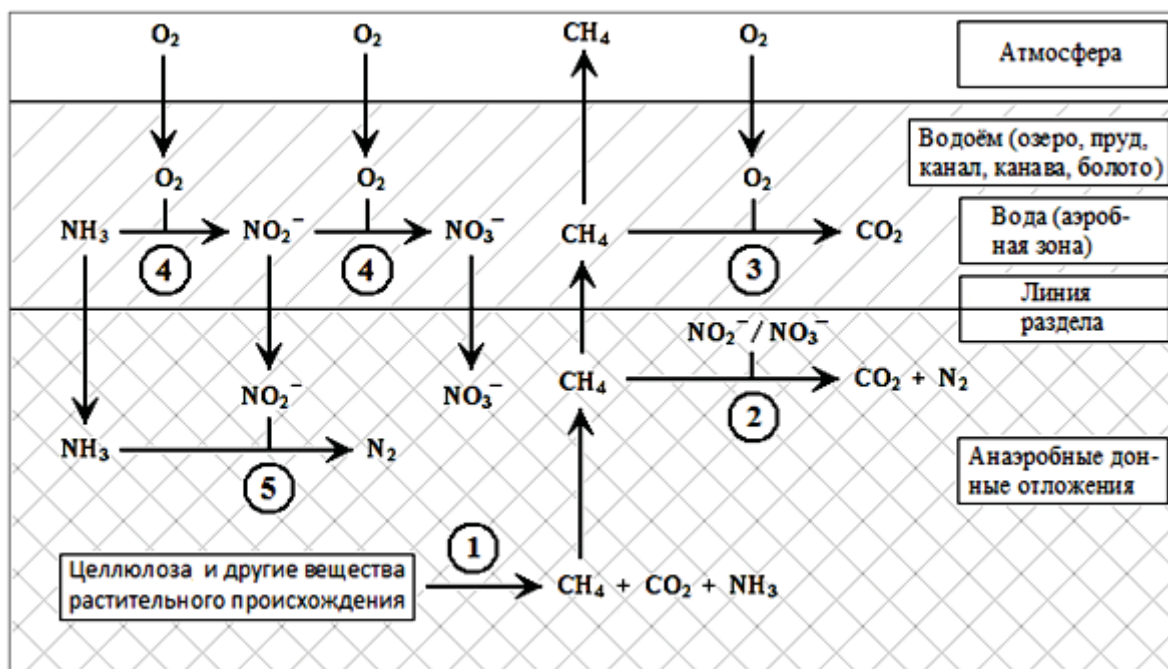 O₂ O₂ CH₄ O₂
Атмосфера
Водоём (озеро, пруд,
канал, канава, болото)
O₂ O₂ O₂
NH₃ NO₂⁻ NO₃⁻ CH₄ CO₂
4 4 3
Вода (аэроб-
ная зона)
Линия
раздела
NO₂⁻ / NO₃⁻
NO₂⁻ NO₃⁻ CH₄ CO₂ + N₂
2
NH₃ N₂
5
Анаэробные дон-
ные отложения
1
Целлюлоза и другие вещества
растительного происхождения
CH₄ + CO₂ + NH₃